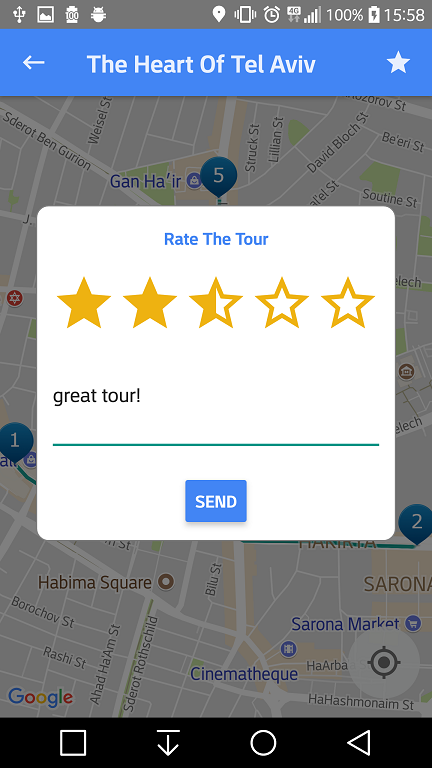 100% 15:58
The Heart Of Tel Aviv
Weisel St
Struck St
Lillian St
David Bloch St
Be'eri St
Sderot Ben Gurion
Gan Ha'ir
5
Soutine St
Rate The Tour
great tour!
1
SEND
2
Habima Square
Bilu St
SARONA
Borochov St
Sarona Market
Rashi St
Ahad Ha'Am St
Sderot Rothschild
HaArba
Cinematheque
Google
HaHashmonaim St